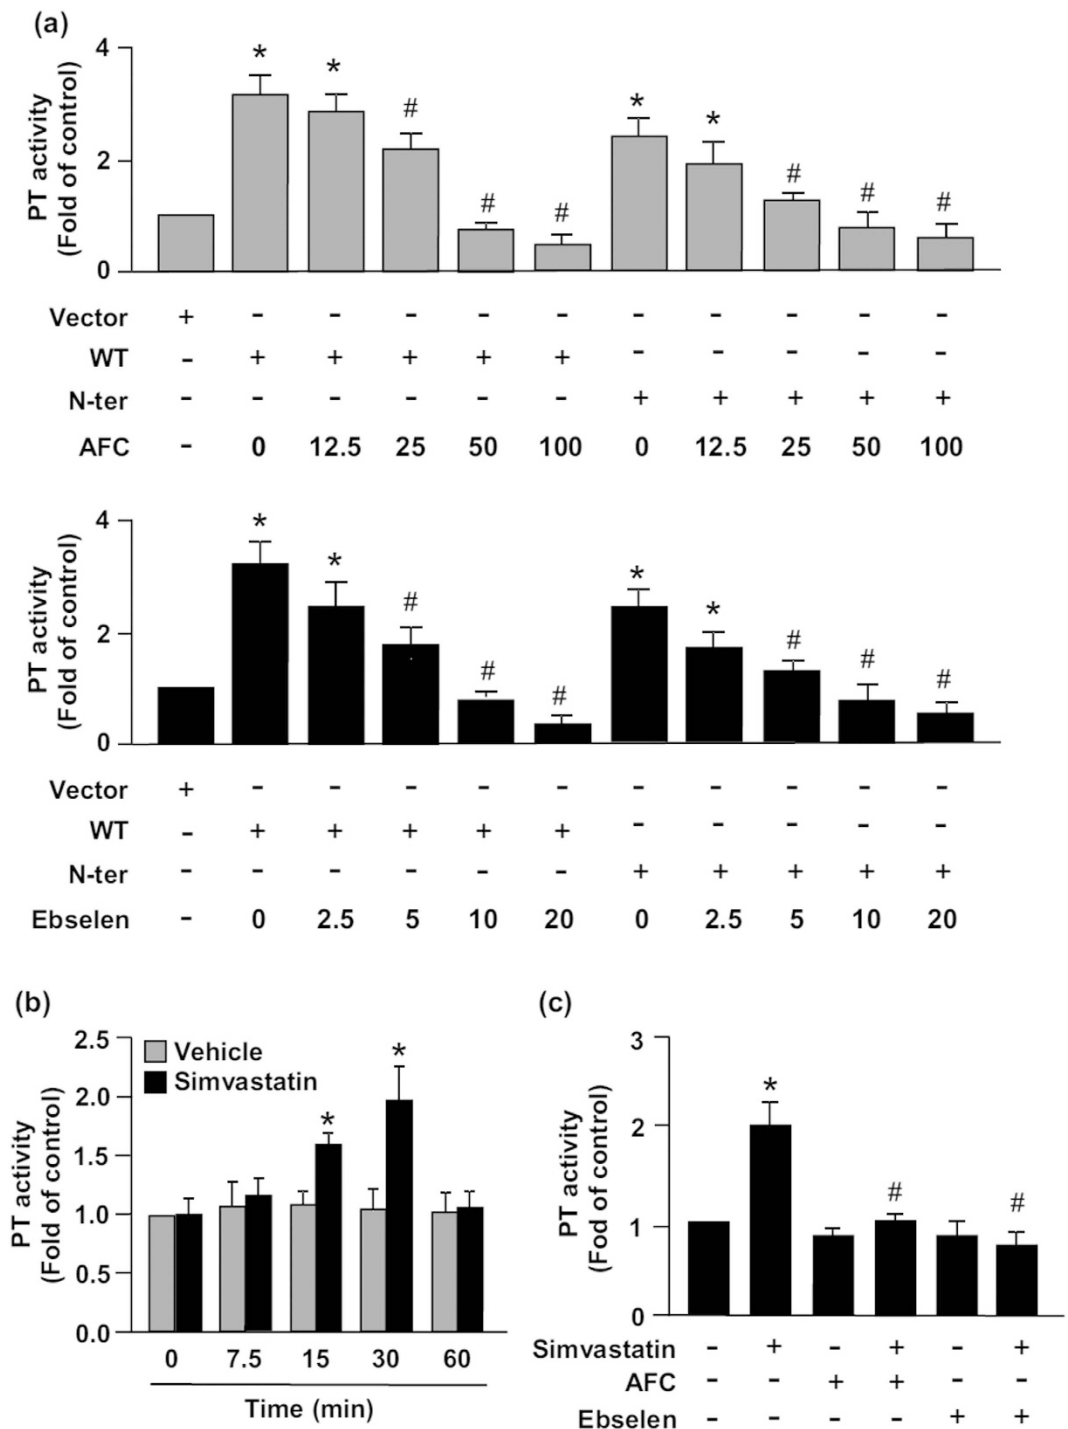 (a)
PT activity
(Fold of control)
4
2
0
* * # # # * * # # #
Vector + - - - - - - - - - -
WT - + + + + + - - - - -
N-ter - - - - - - + + + + +
AFC - 0 12.5 25 50 100 0 12.5 25 50 100
PT activity
(Fold of control)
4
2
0
* * # # # * * # # #
Vector + - - - - - - - - - -
WT - + + + + + - - - - -
N-ter - - - - - - + + + + +
Ebselen - 0 2.5 5 10 20 0 2.5 5 10 20
(b)
PT activity
(Fold of control)
2.5
2.0
1.5
1.0
0.5
0.0
Vehicle
Simvastatin
* *
0 7.5 15 30 60
Time (min)
(c)
PT activity
(Fod of control)
3
2
1
0
* # #
Simvastatin - + - + - +
AFC - - + + - -
Ebselen - - - - + +